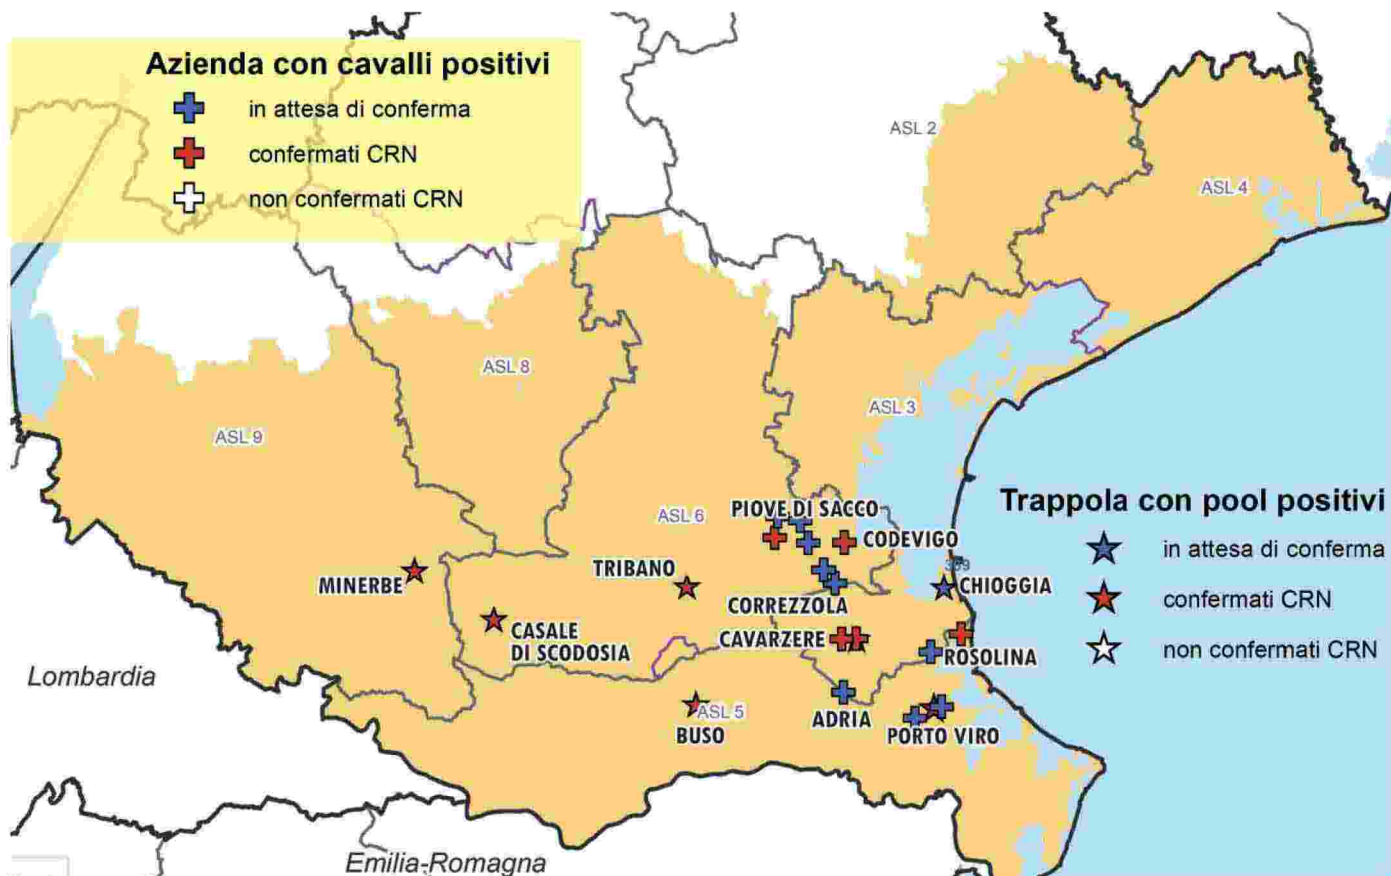 Azienda con cavalli positivi
in attesa di conferma
confermati CRN
non confermati CRN
ASL 2
ASL 4
ASL 8
ASL 3
ASL 9
ASL 6
PIOVE DI SACCO
CODEVIGO
Trappola con pool positivi
in attesa di conferma
confermati CRN
non confermati CRN
MINERBE
TRIBANO
CHIOGGIA
CORREZZOLA
CASALE
DI SCODOSIA
CAVARZERE
ROSOLINA
Lombardia
ASL 5
BUSO
ADRIA
PORTO VIRO
Emilia-Romagna